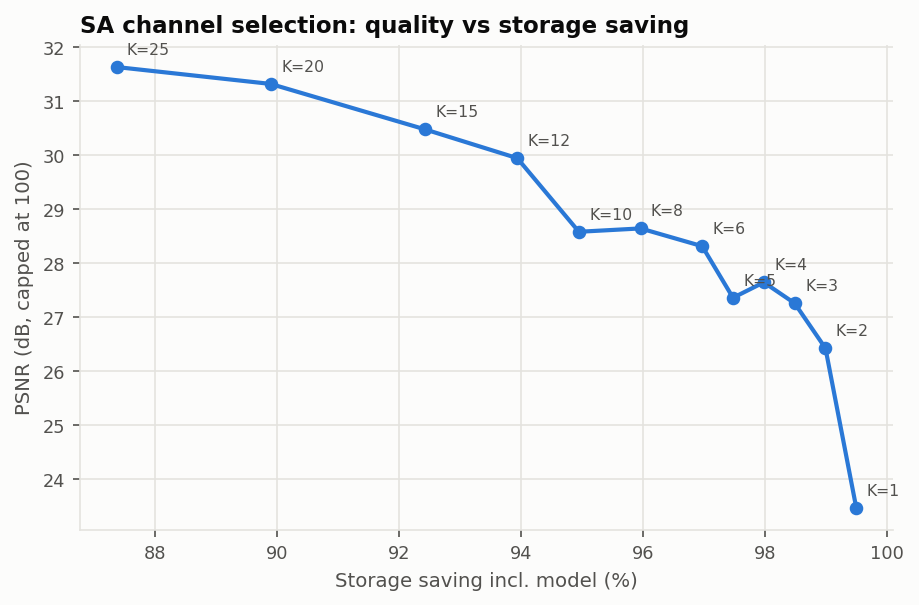 SA channel selection: quality vs storage saving
PSNR (dB, capped at 100)
32
31
30
29
28
27
26
25
24
K=25
K=20
K=15
K=12
K=10
K=8
K=6
K=5
K=4
K=3
K=2
K=1
88
90
92
94
96
98
100
Storage saving incl. model (%)